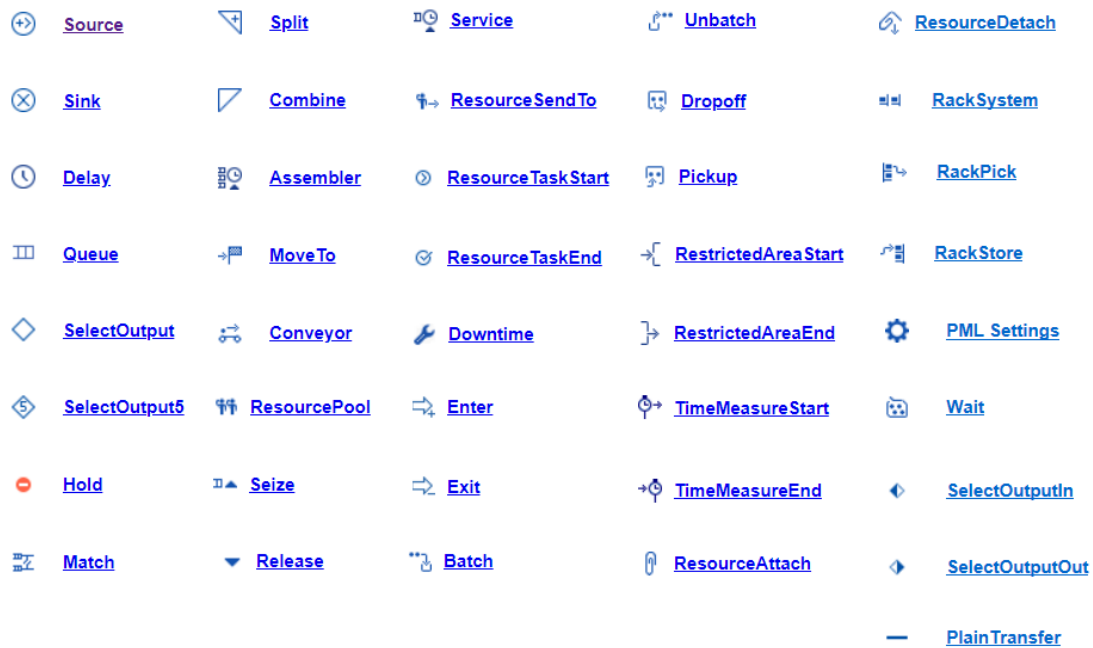 Source
Split
Service
Unbatch
ResourceDetach
Sink
Combine
ResourceSendTo
Dropoff
RackSystem
Delay
Assembler
ResourceTaskStart
Pickup
RackPick
Queue
MoveTo
ResourceTaskEnd
RestrictedAreaStart
RackStore
SelectOutput
Conveyor
Downtime
RestrictedAreaEnd
PML Settings
5
SelectOutput5
ResourcePool
Enter
TimeMeasureStart
Wait
Hold
Seize
Exit
TimeMeasureEnd
SelectOutputIn
Match
Release
Batch
ResourceAttach
SelectOutputOut
PlainTransfer